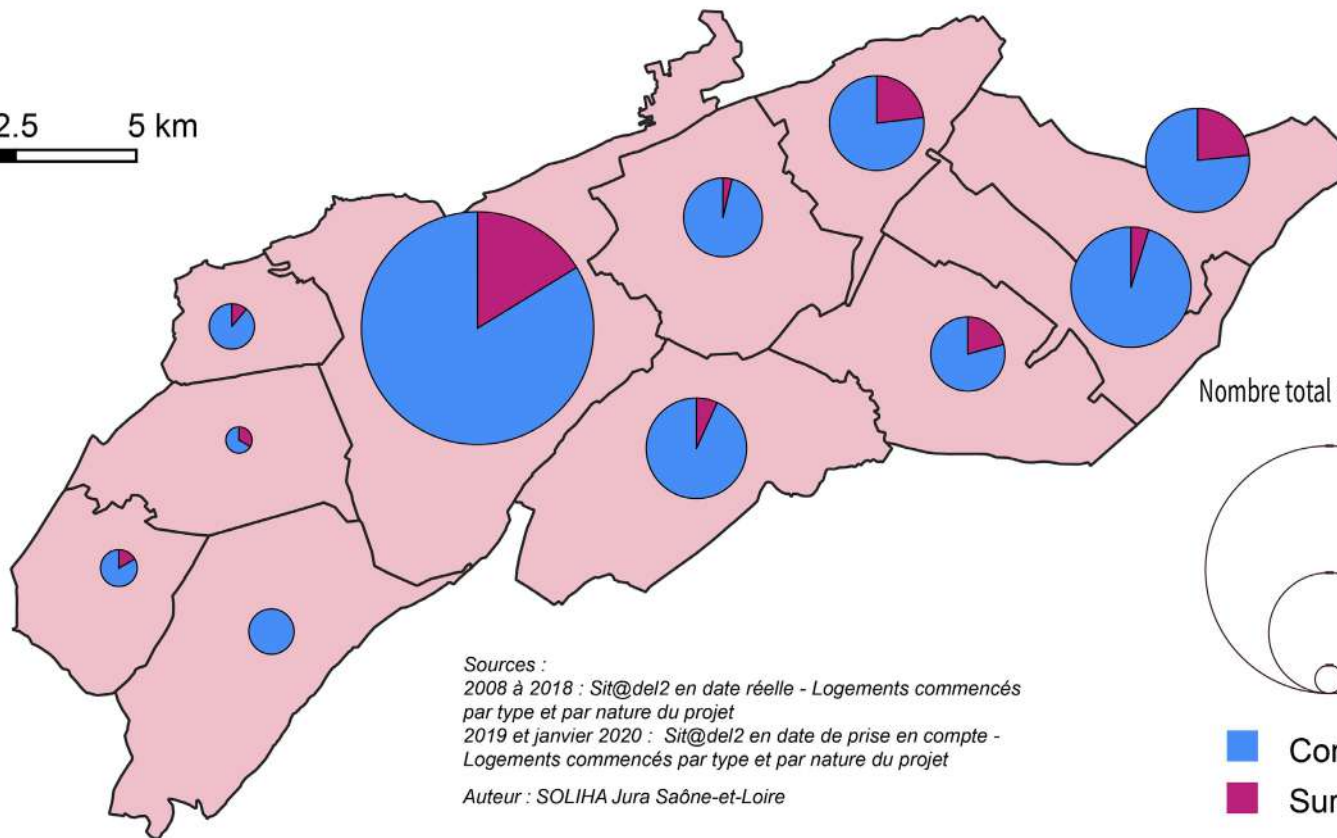 2.5 5 km
Nombre total
Sources :
2008 à 2018 : Sit@del2 en date réelle - Logements commencés
par type et par nature du projet
2019 et janvier 2020 :  Sit@del2 en date de prise en compte -
Logements commencés par type et par nature du projet
Auteur : SOLIHA Jura Saône-et-Loire